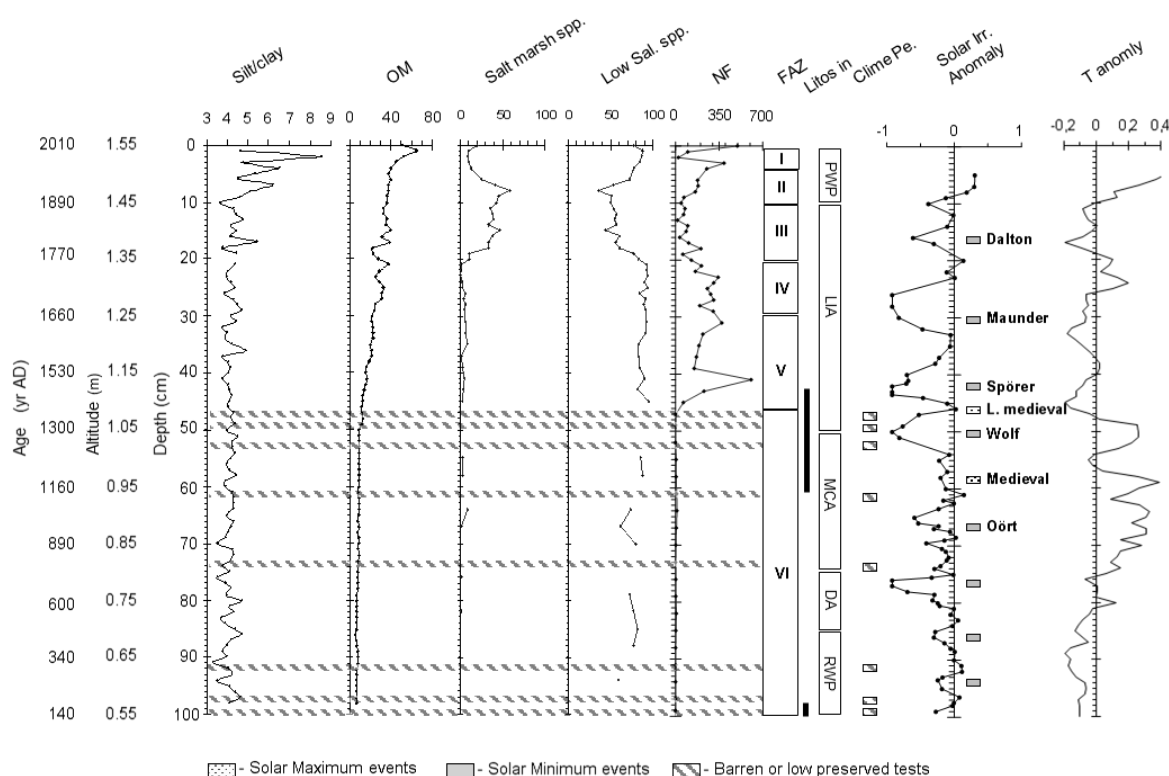 Silt/clay OM Salt marsh spp. Low Sal. spp. NF FAZ Litos in Clime Pe. Solar Irr. Anomaly T anomly
3 4 5 6 7 8 9 0 40 80 0 50 100 0 50 100 0 350 700 -1 0 1 -0,2 0 0,2 0,4
2010 1.55 0 I PWP
II
1890 1.45 10
III Dalton
1770 1.35 20
IV LIA
1660 1.25 30 Maunder
1530 1.15 40 V Spörer
L. medieval
1300 1.05 50 Wolf
1160 0.95 60 MCA Medieval
Oört
890 0.85 70
VI
600 0.75 80 DA
340 0.65 90 RWP
140 0.55 100
Age (yr AD)
Altitude (m)
Depth (cm)
- Solar Maximum events - Solar Minimum events - Barren or low preserved tests